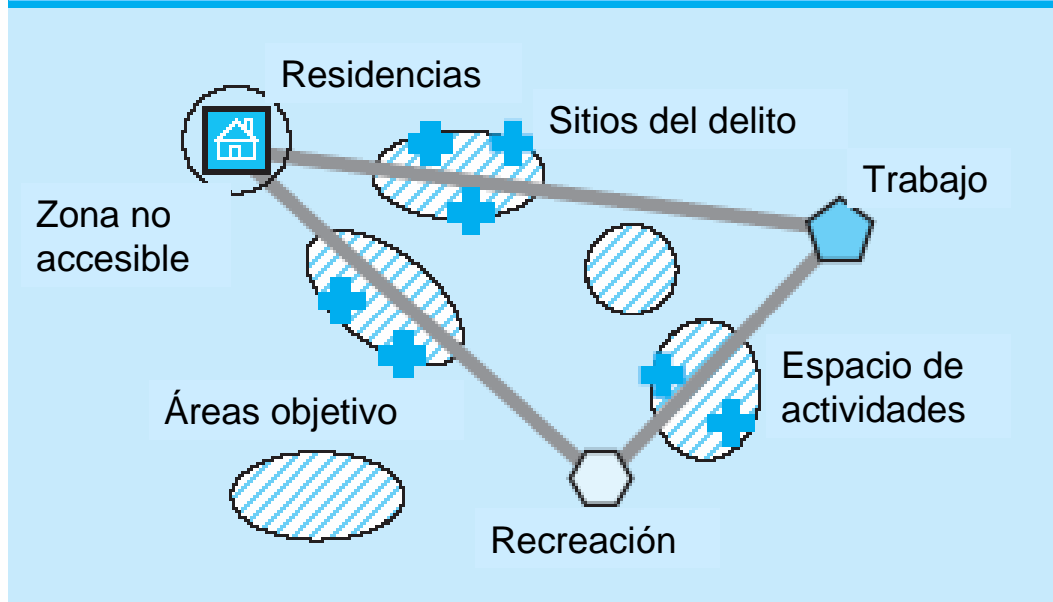 Residencias
Sitios del delito
Trabajo
Zona no
accesible
Espacio de
actividades
Áreas objetivo
Recreación